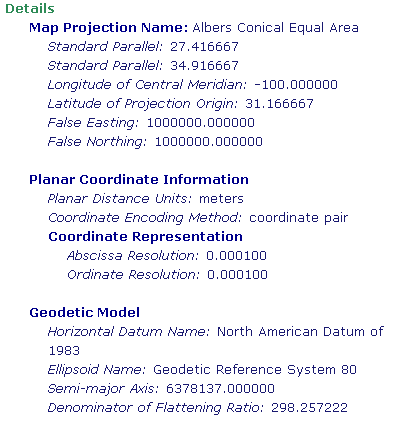 Details
Map Projection Name: Albers Conical Equal Area
Standard Parallel: 27.416667
Standard Parallel: 34.916667
Longitude of Central Meridian: -100.000000
Latitude of Projection Origin: 31.166667
False Easting: 1000000.000000
False Northing: 1000000.000000
Planar Coordinate Information
Planar Distance Units: meters
Coordinate Encoding Method: coordinate pair
Coordinate Representation
Abscissa Resolution: 0.000100
Ordinate Resolution: 0.000100
Geodetic Model
Horizontal Datum Name: North American Datum of
1983
Ellipsoid Name: Geodetic Reference System 80
Semi-major Axis: 6378137.000000
Denominator of Flattening Ratio: 298.257222